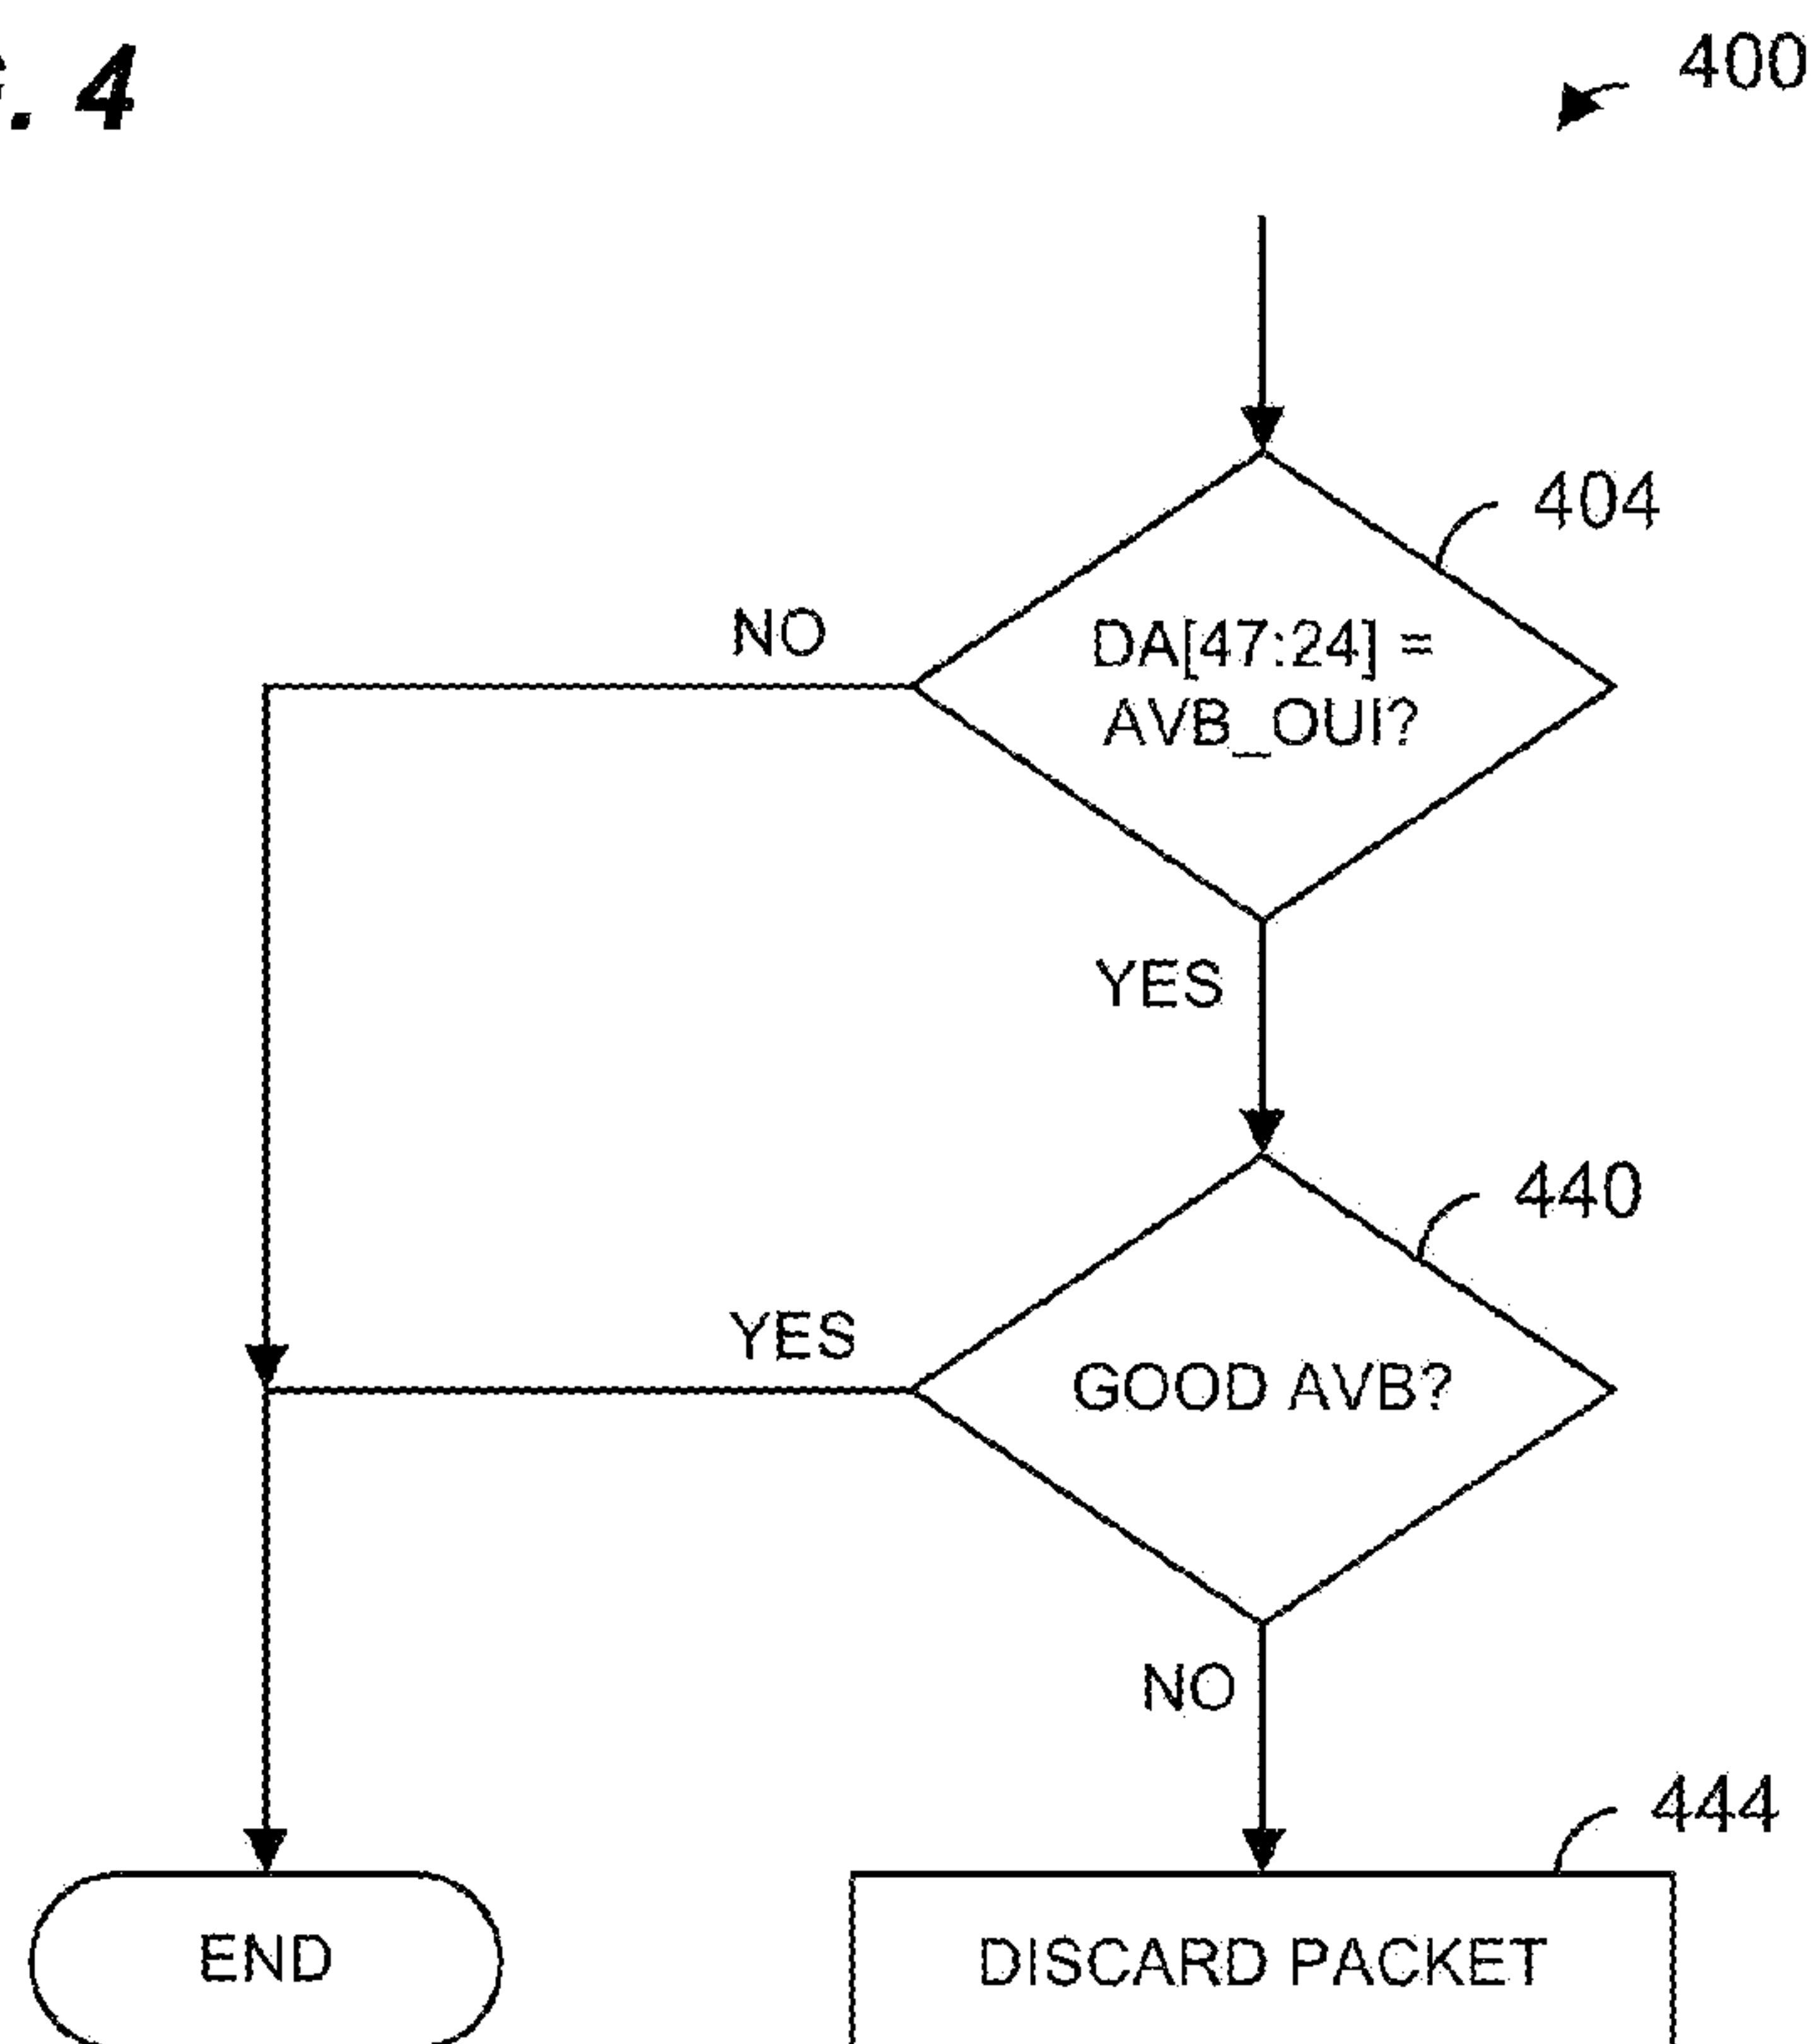 . 4
400
404
NO
DA[47:24] =
AVB_OUI?
YES
440
YES
GOOD AVB?
NO
444
END
DISCARD PACKET